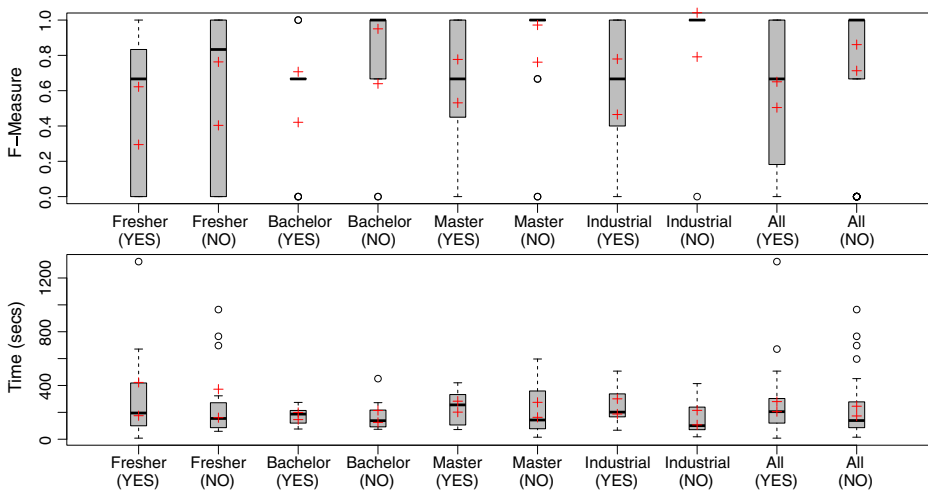 F−Measure
1.0
0.8
0.6
0.4
0.2
0.0
Fresher Fresher Bachelor Bachelor Master Master Industrial Industrial All All
(YES) (NO) (YES) (NO) (YES) (NO) (YES) (NO) (YES) (NO)
Time (secs)
1200
800
400
0
Fresher Fresher Bachelor Bachelor Master Master Industrial Industrial All All
(YES) (NO) (YES) (NO) (YES) (NO) (YES) (NO) (YES) (NO)